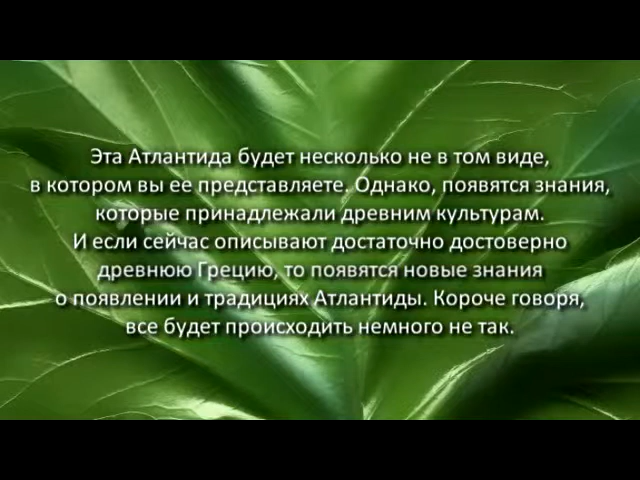 Эта Атлантида будет несколько не в том виде,
в котором вы ее представляете. Однако, появятся знания,
которые принадлежали древним культурам.
И если сейчас описывают достаточно достоверно
древнюю Грецию, то появятся новые знания
о появлении и традициях Атлантиды. Короче говоря,
все будет происходить немного не так.